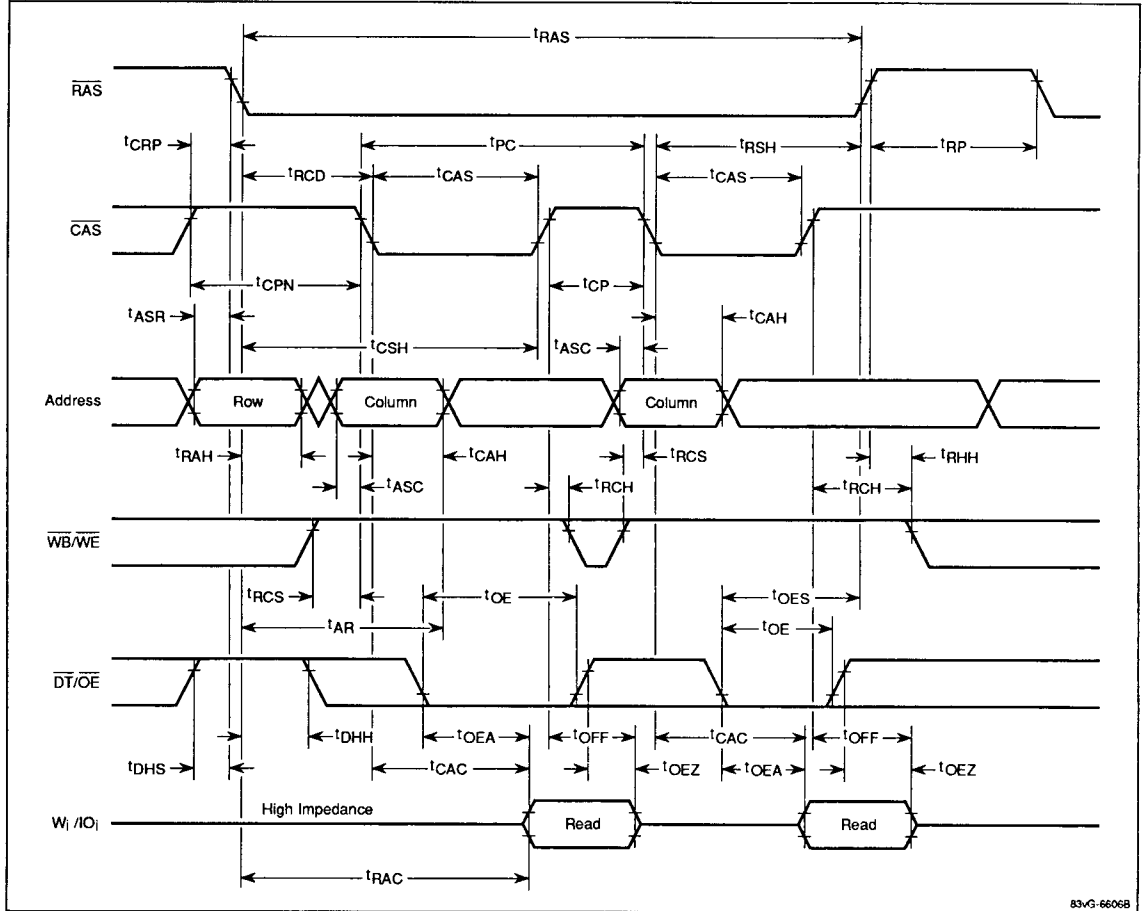 tRAS
RAS
tCRP
tPC
tRSH
tRP
tRCD
tCAS
tCAS
CAS
tCPN
tCP
tASR
tCAH
tCSH
tASC
Address
Row
Column
Column
tRAH
tCAH
tRCS
tRHH
tASC
tRCH
tRCH
WB/WE
tRCS
tOE
tOES
tAR
tOE
DT/OE
tDHH
tOEA
tOFF
tCAC
tOFF
tDHS
tCAC
tOEZ
tOEA
tOEZ
High Impedance
Wi /IOi
Read
Read
tRAC
83vG-6606B